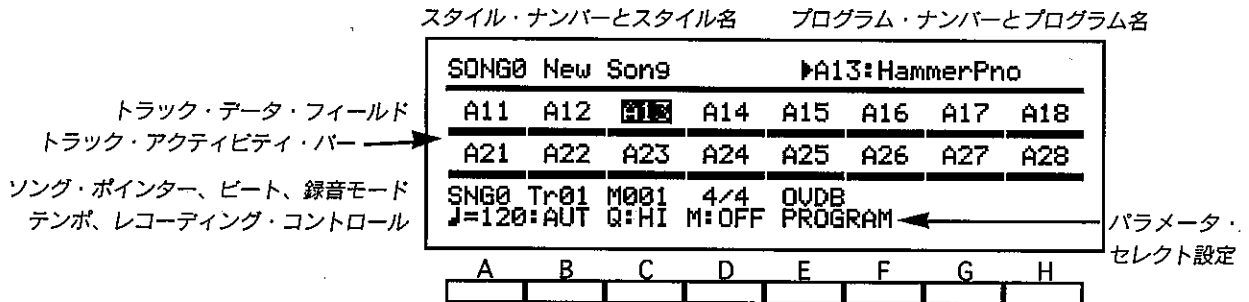 スタイル・ナンバーとスタイル名 プログラム・ナンバーとプログラム名
SONG0 New Song ▶A13:HammerPno
トラック・データ・フィールド
A11 A12 A13 A14 A15 A16 A17 A18
トラック・アクティビティ・バー
A21 A22 A23 A24 A25 A26 A27 A28
ソング・ポインター、ビート、録音モード
SNG0 Tr01 M001 4/4 OVDB
テンポ、レコーディング・コントロール
♩=120:AUT Q:HI M:OFF PROGRAM
パラメータ・
セレクト設定
A B C D E F G H